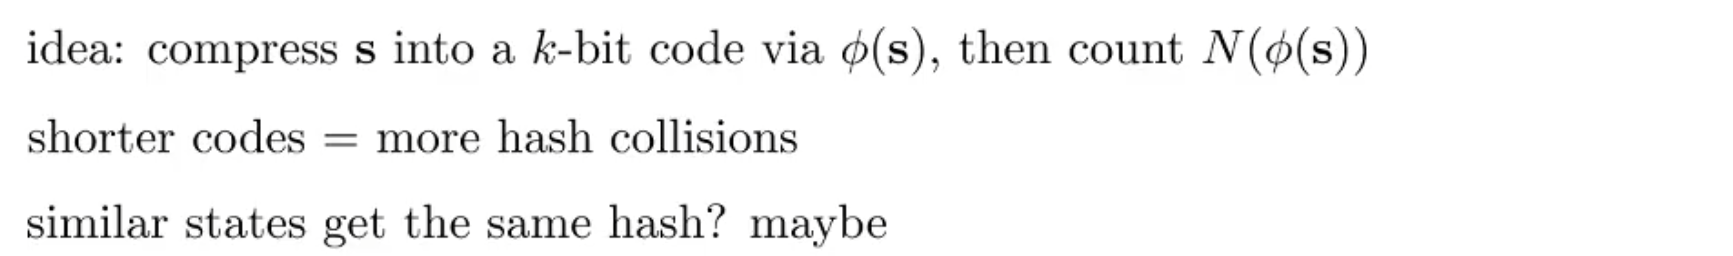 idea: compress s into a k-bit code via ϕ(s), then count N(ϕ(s))
shorter codes = more hash collisions
similar states get the same hash? maybe